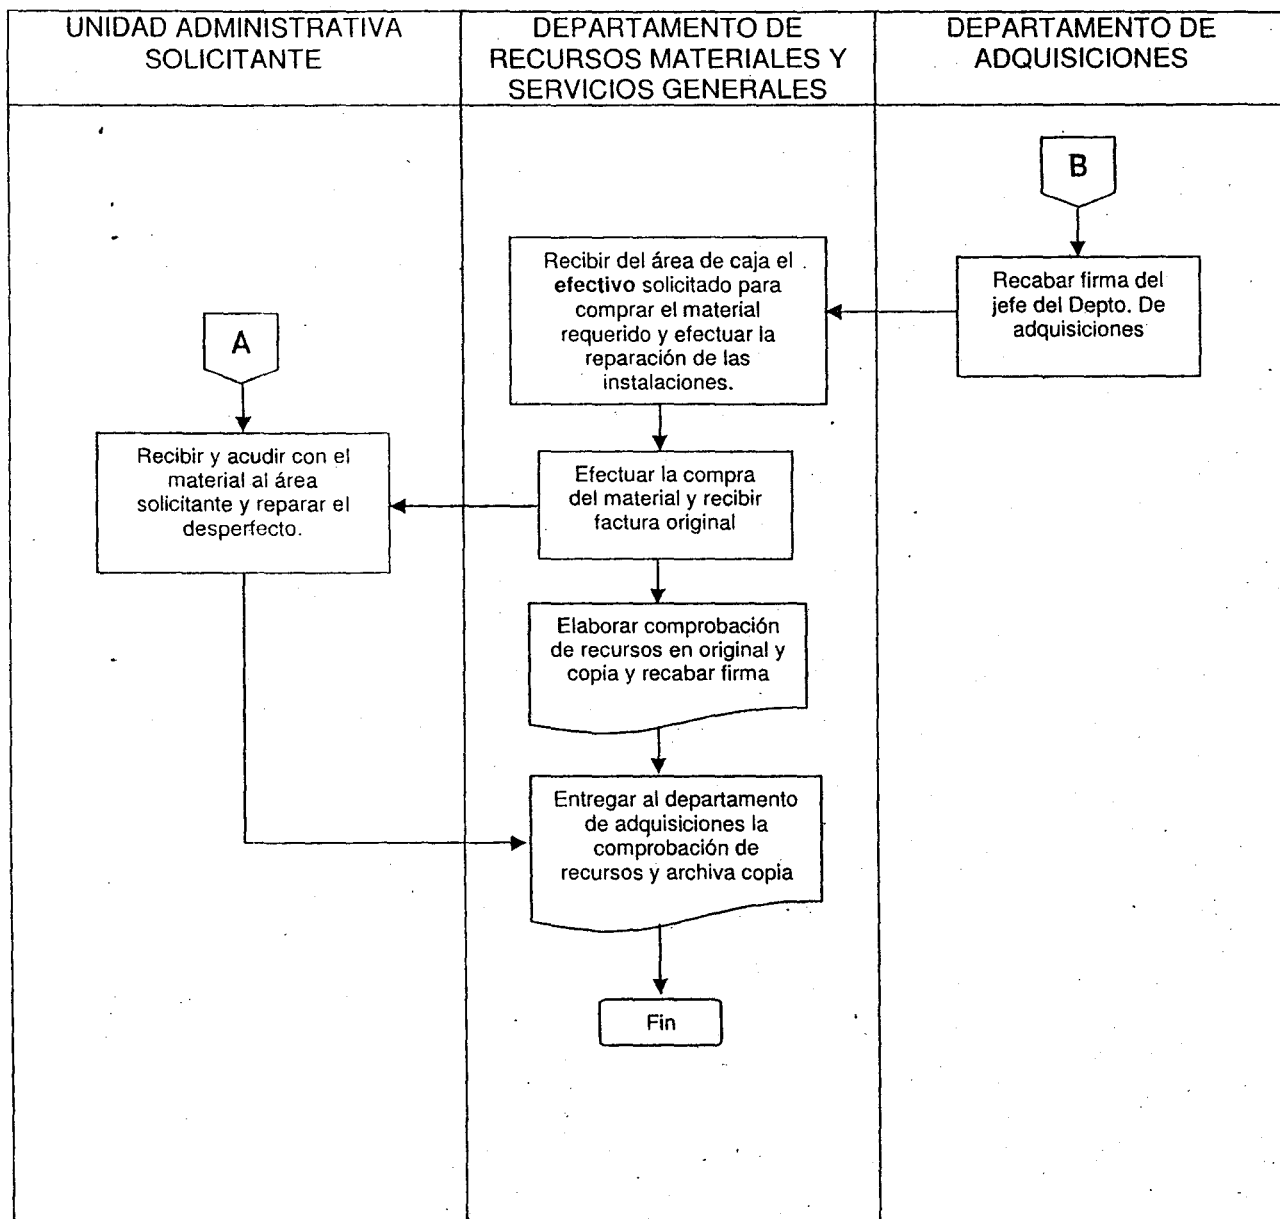 UNIDAD ADMINISTRATIVA
SOLICITANTE
DEPARTAMENTO DE
RECURSOS MATERIALES Y
SERVICIOS GENERALES
DEPARTAMENTO DE
ADQUISICIONES
B
Recabar firma del
jefe del Depto. De
adquisiciones
Recibir del área de caja el
efectivo solicitado para
comprar el material
requerido y efectuar la
reparación de las
instalaciones.
A
Recibir y acudir con el
material al área
solicitante y reparar el
desperfecto.
Efectuar la compra
del material y recibir
factura original
Elaborar comprobación
de recursos en original y
copia y recabar firma
Entregar al departamento
de adquisiciones la
comprobación de
recursos y archiva copia
Fin